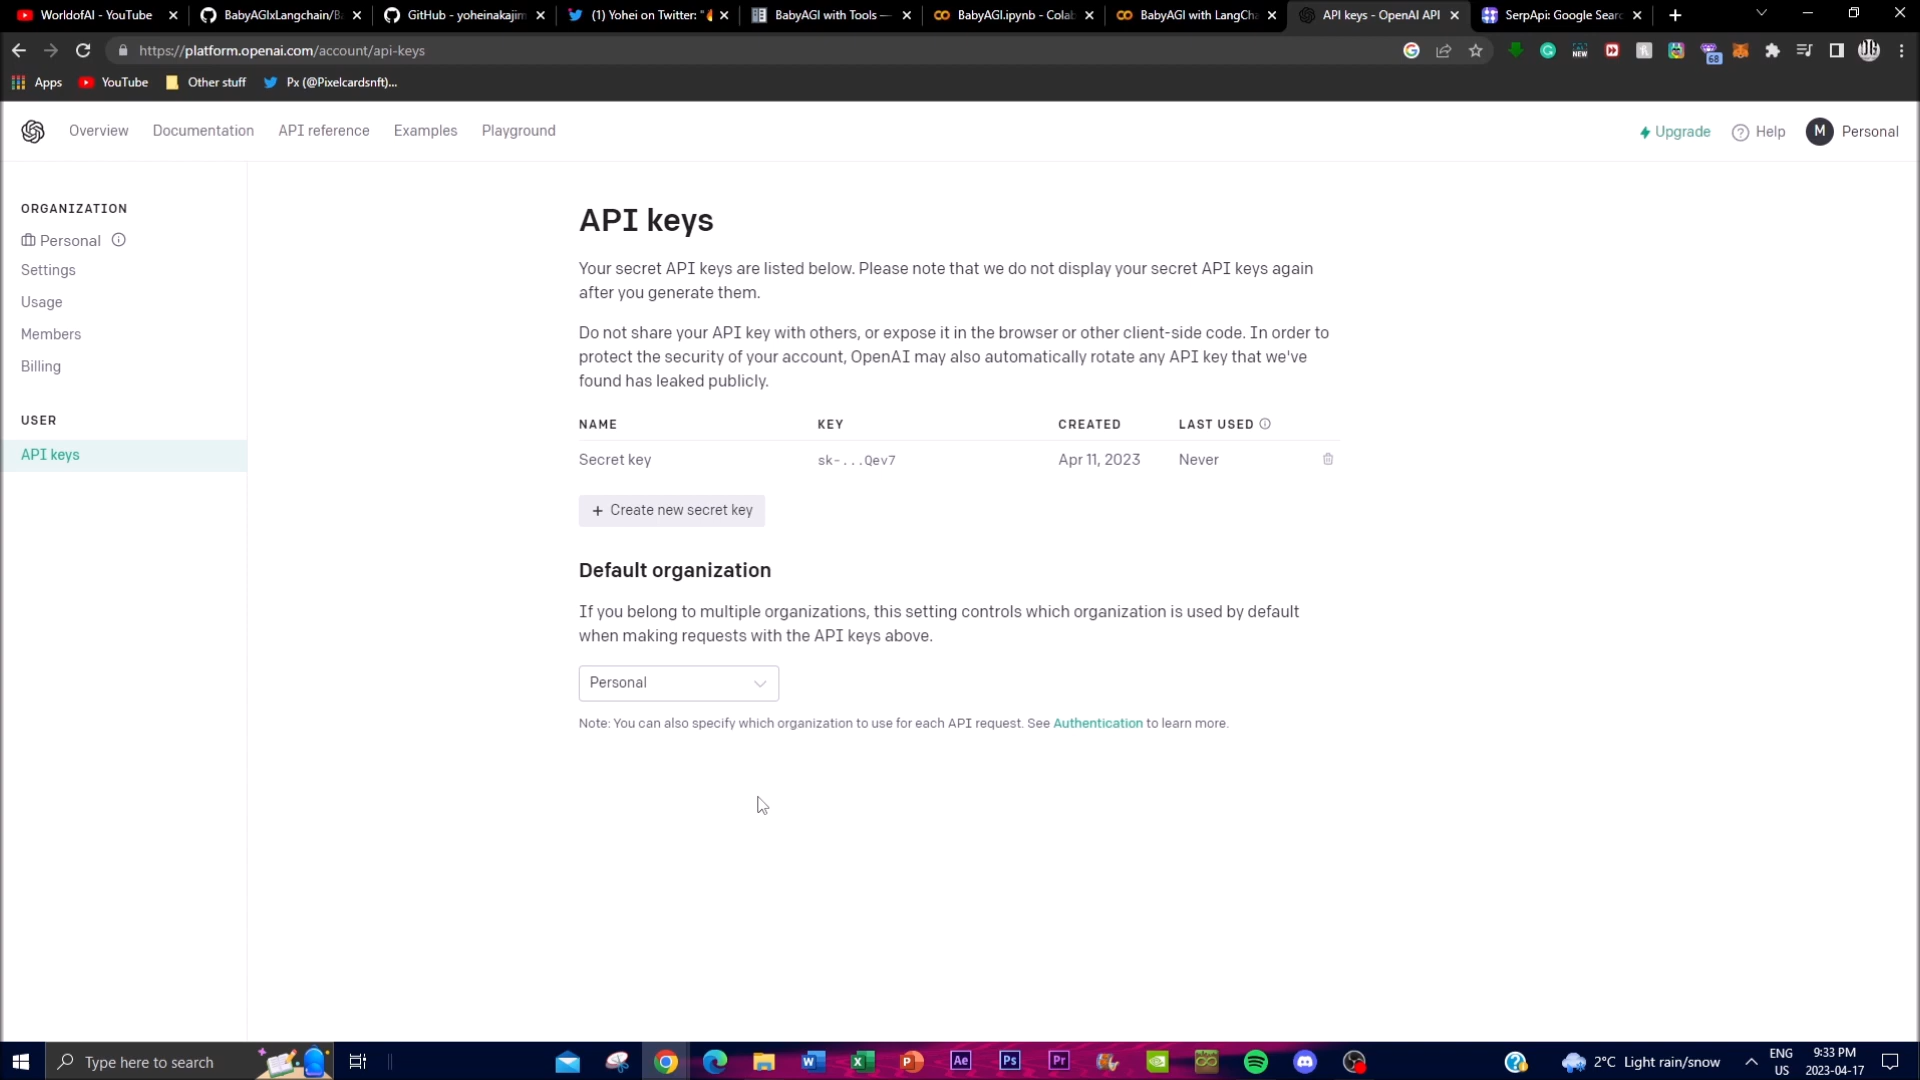 WorldofAI - YouTube
BabyAGIxLangchain/B
GitHub - yoheinakajim
(1) Yohei on Twitter: "
BabyAGI with Tools —
BabyAGI.ipynb - Colab
BabyAGI with LangCha
API keys - OpenAI API
SerpApi: Google Searc
https://platform.openai.com/account/api-keys
NEW
68
Apps
YouTube
Other stuff
Px (@Pixelcardsnft)...
Overview
Documentation
API reference
Examples
Playground
Upgrade
Help
M
Personal
ORGANIZATION
Personal
Settings
Usage
Members
Billing
USER
API keys
API keys
Your secret API keys are listed below. Please note that we do not display your secret API keys again
after you generate them.
Do not share your API key with others, or expose it in the browser or other client-side code. In order to
protect the security of your account, OpenAI may also automatically rotate any API key that we've
found has leaked publicly.
NAME KEY CREATED LAST USED
Secret key sk-...Qev7 Apr 11, 2023 Never
+ Create new secret key
Default organization
If you belong to multiple organizations, this setting controls which organization is used by default
when making requests with the API keys above.
Personal
Note: You can also specify which organization to use for each API request. See Authentication to learn more.
Type here to search
Ae
Ps
Pr
2°C Light rain/snow
ENG
US
9:33 PM
2023-04-17